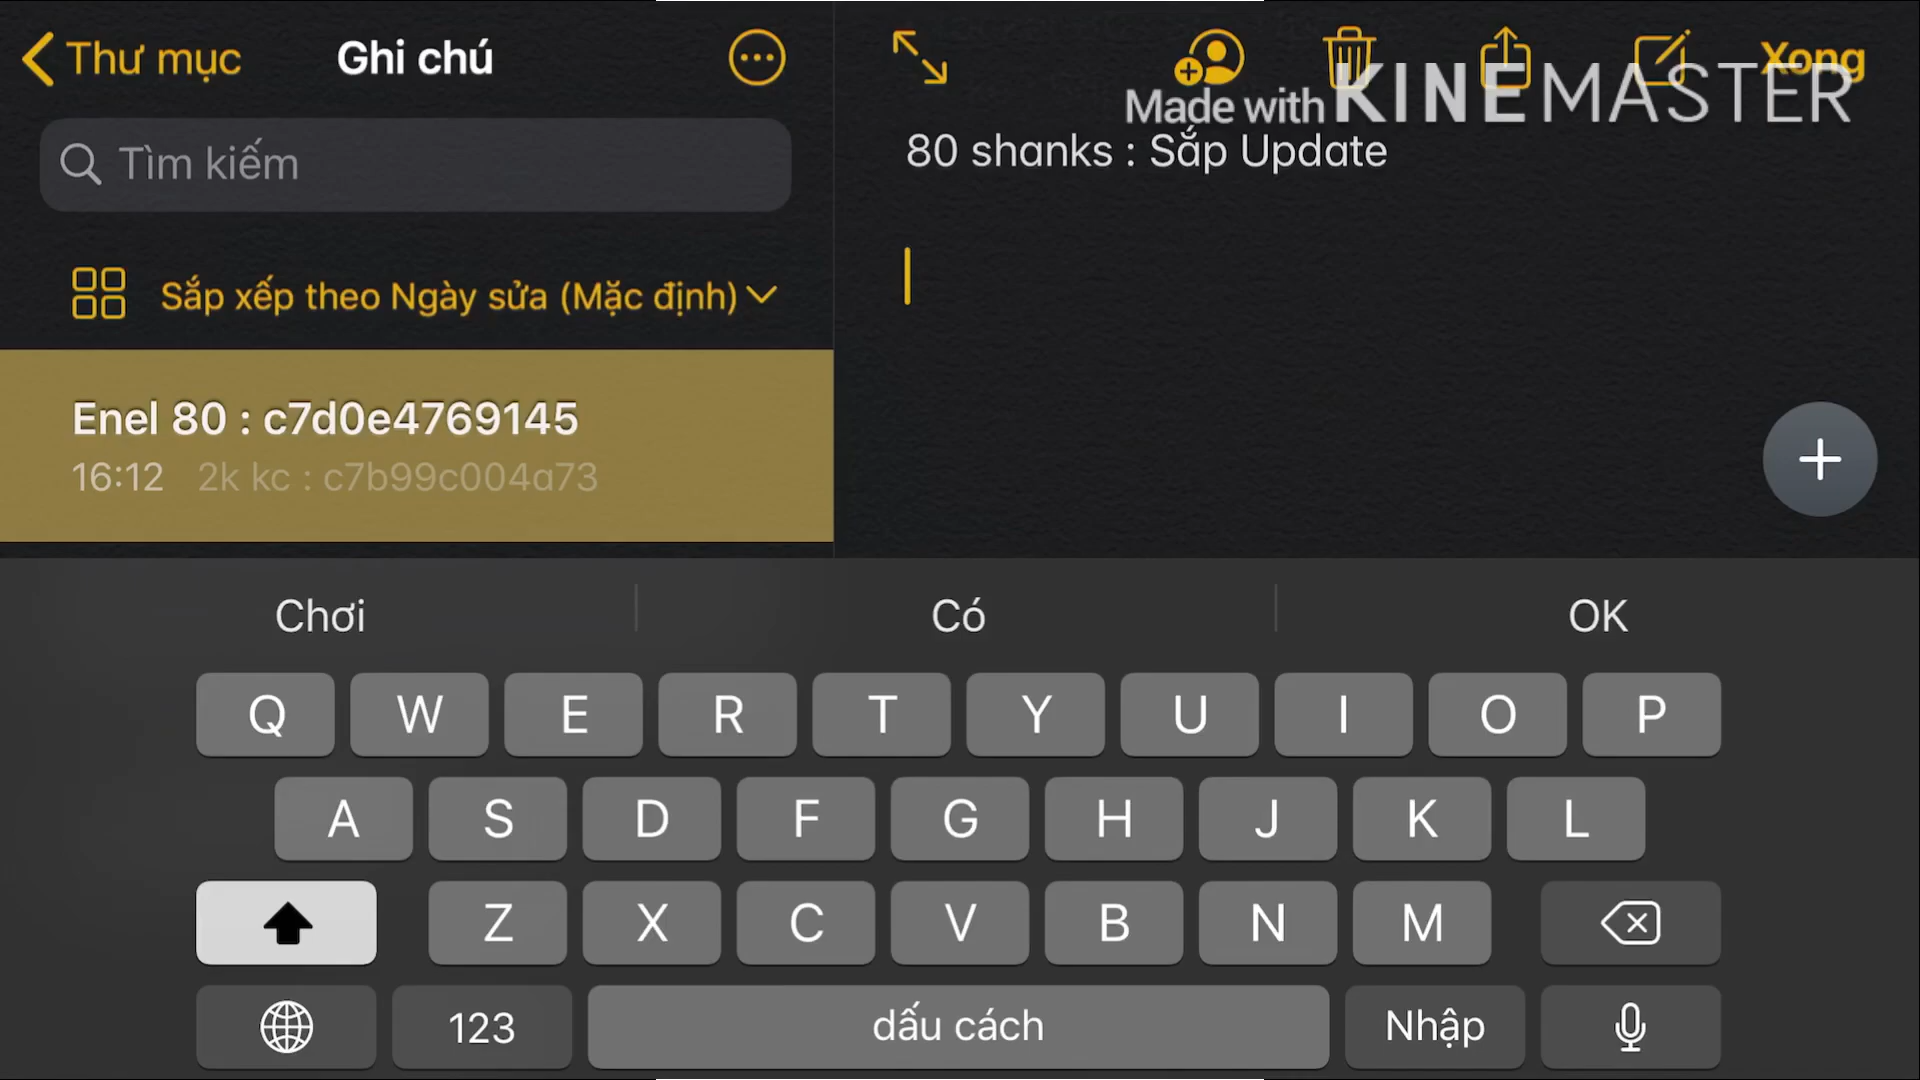 Thư mục
Ghi chú
Tìm kiếm
Sắp xếp theo Ngày sửa (Mặc định)
Enel 80 : c7d0e4769145
16:12 2k kc : c7b99c004a73
Xong
Made with KINEMASTER
80 shanks : Sắp Update
Chơi
Có
OK
Q W E R T Y U I O P
A S D F G H J K L
Z X C V B N M
123
dấu cách
Nhập